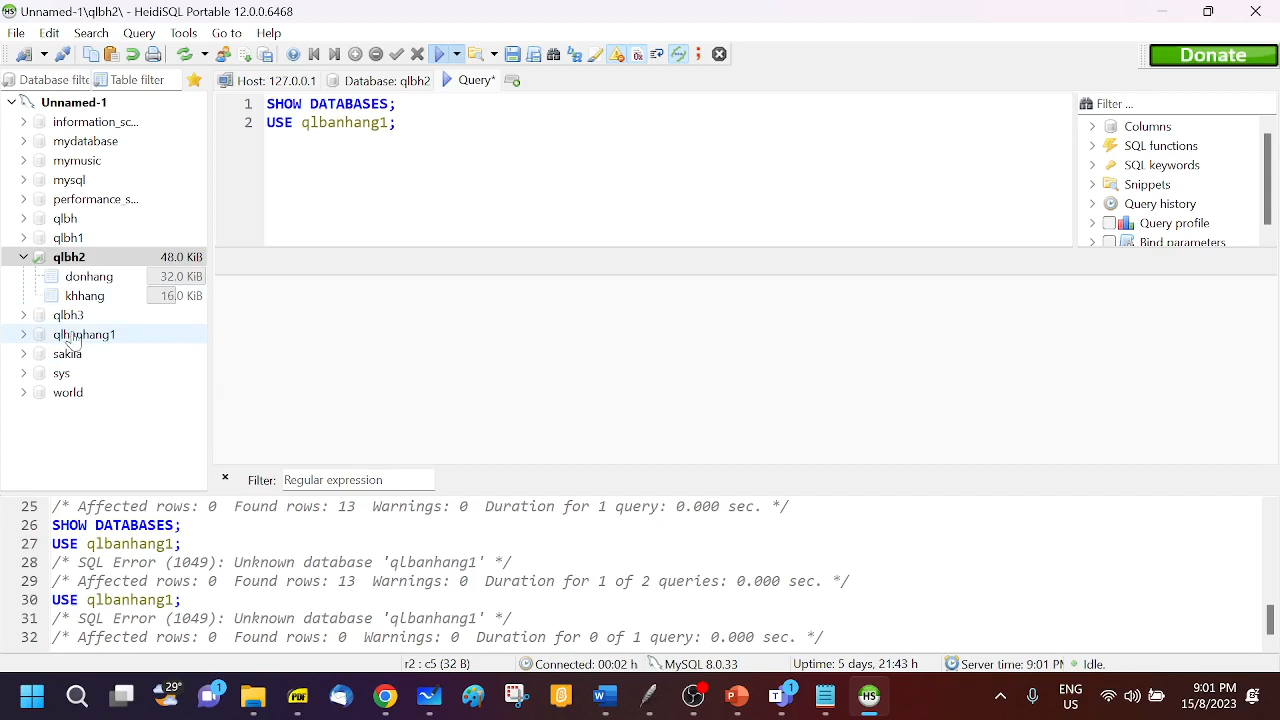 Unnamed-1\qlbh2\ - HeidiSQL Portable 12.0.0.6468
File Edit Search Query Tools Go to Help
Donate
Database filte Table filter Host: 127.0.0.1 Database: qlbh2 Query*
Unnamed-1
information_sc...
mydatabase
mymusic
mysql
performance_s...
qlbh
qlbh1
qlbh2 48.0 KiB
donhang 32.0 KiB
khhang 16.0 KiB
qlbh3
qlhanhang1
sakila
sys
world
1 SHOW DATABASES;
2 USE qlbanhang1;
Filter ...
Columns
SQL functions
SQL keywords
Snippets
Query history
Query profile
Bind parameters
Filter: Regular expression
25 /* Affected rows: 0 Found rows: 13 Warnings: 0 Duration for 1 query: 0.000 sec. */
26 SHOW DATABASES;
27 USE qlbanhang1;
28 /* SQL Error (1049): Unknown database 'qlbanhang1' */
29 /* Affected rows: 0 Found rows: 13 Warnings: 0 Duration for 1 of 2 queries: 0.000 sec. */
30 USE qlbanhang1;
31 /* SQL Error (1049): Unknown database 'qlbanhang1' */
32 /* Affected rows: 0 Found rows: 0 Warnings: 0 Duration for 0 of 1 query: 0.000 sec. */
r2 : c5 (32 B) Connected: 00:02 h MySQL 8.0.33 Uptime: 5 days, 21:43 h Server time: 9:01 PM Idle.
29° 1 PDF W P T 1 HS
ENG
US
9:01 PM
15/8/2023